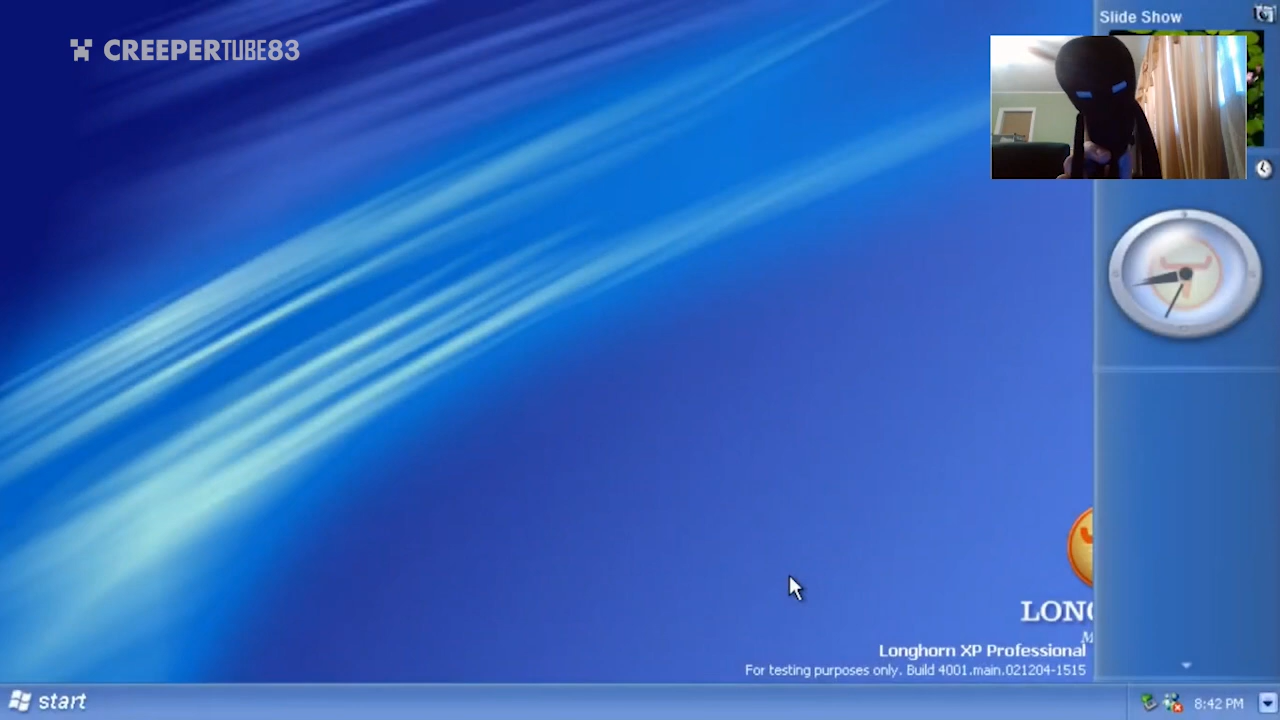 CREEPERTUBE83
Slide Show
LONG
M
Longhorn XP Professional
For testing purposes only. Build 4001.main.021204-1515
start
8:42 PM